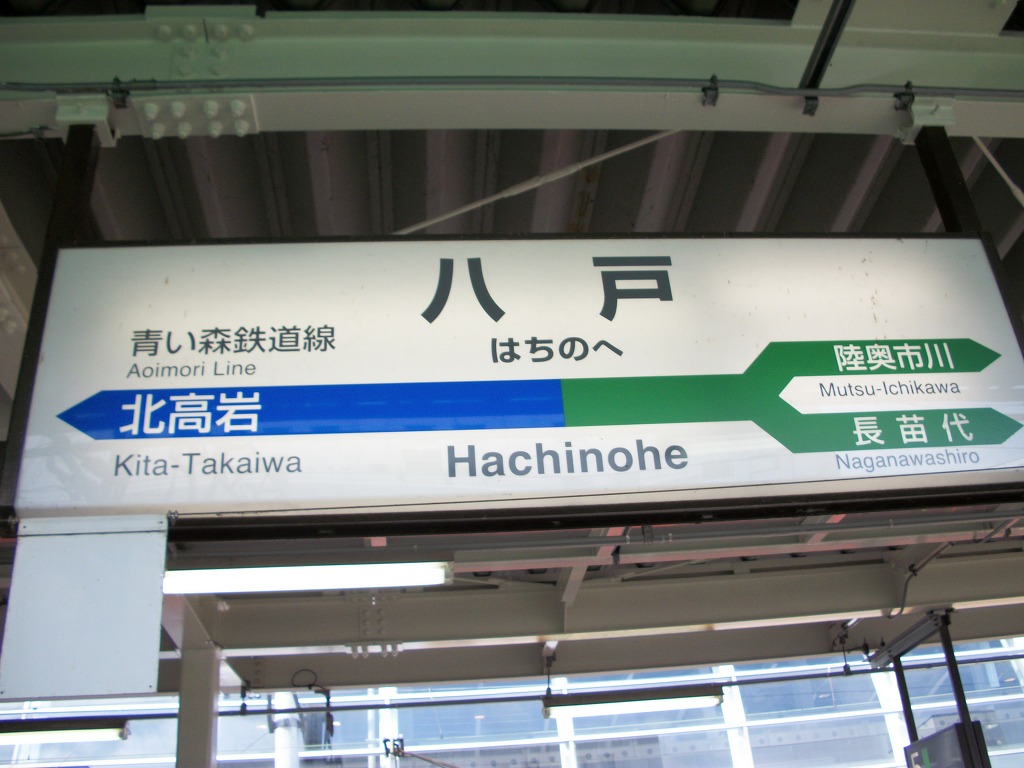 八戸
はちのへ
青い森鉄道線
Aoimori Line
北高岩
Kita-Takaiwa
Hachinohe
陸奥市川
Mutsu-Ichikawa
長苗代
Naganawashiro